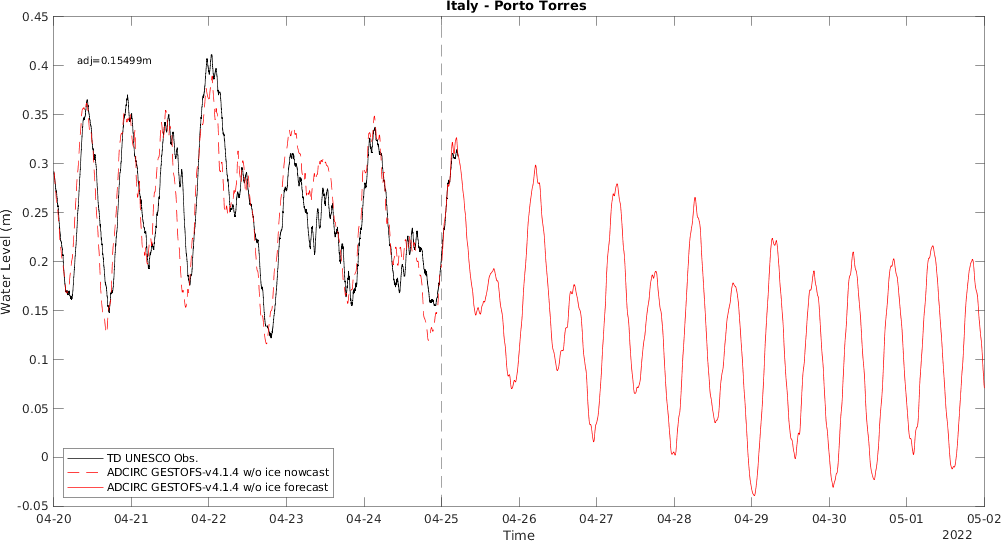 Italy - Porto Torres
0.45
0.4
0.35
0.3
0.25
0.2
0.15
0.1
0.05
0
-0.05
Water Level (m)
adj=0.15499m
TD UNESCO Obs.
ADCIRC GESTOFS-v4.1.4 w/o ice nowcast
ADCIRC GESTOFS-v4.1.4 w/o ice forecast
04-20 04-21 04-22 04-23 04-24 04-25 04-26 04-27 04-28 04-29 04-30 05-01 05-02
Time
2022